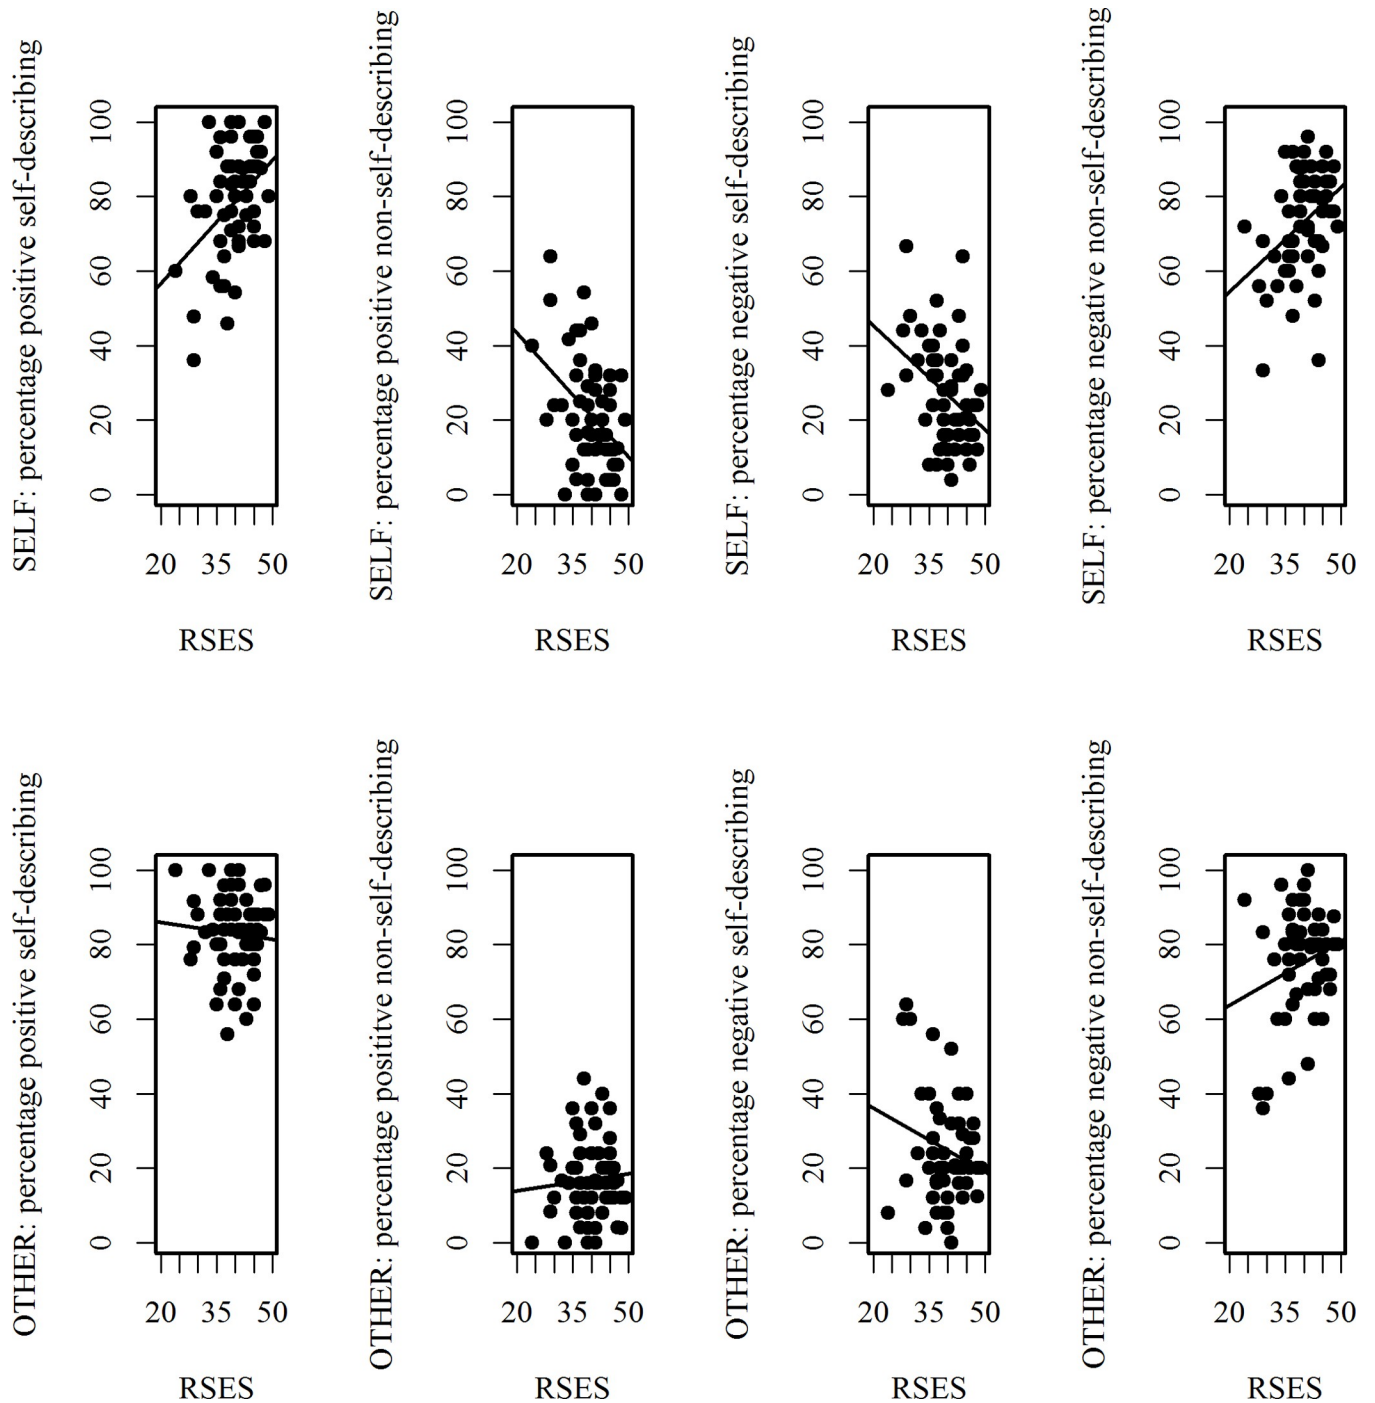 SELF: percentage positive self-describing
0 20 40 60 80 100
20 35 50
RSES
SELF: percentage positive non-self-describing
0 20 40 60 80 100
20 35 50
RSES
SELF: percentage negative self-describing
0 20 40 60 80 100
20 35 50
RSES
SELF: percentage negative non-self-describing
0 20 40 60 80 100
20 35 50
RSES
OTHER: percentage positive self-describing
0 20 40 60 80 100
20 35 50
RSES
OTHER: percentage posititve non-self-describing
0 20 40 60 80 100
20 35 50
RSES
OTHER: percentage negative self-describing
0 20 40 60 80 100
20 35 50
RSES
OTHER: percentage negative non-self-describing
0 20 40 60 80 100
20 35 50
RSES